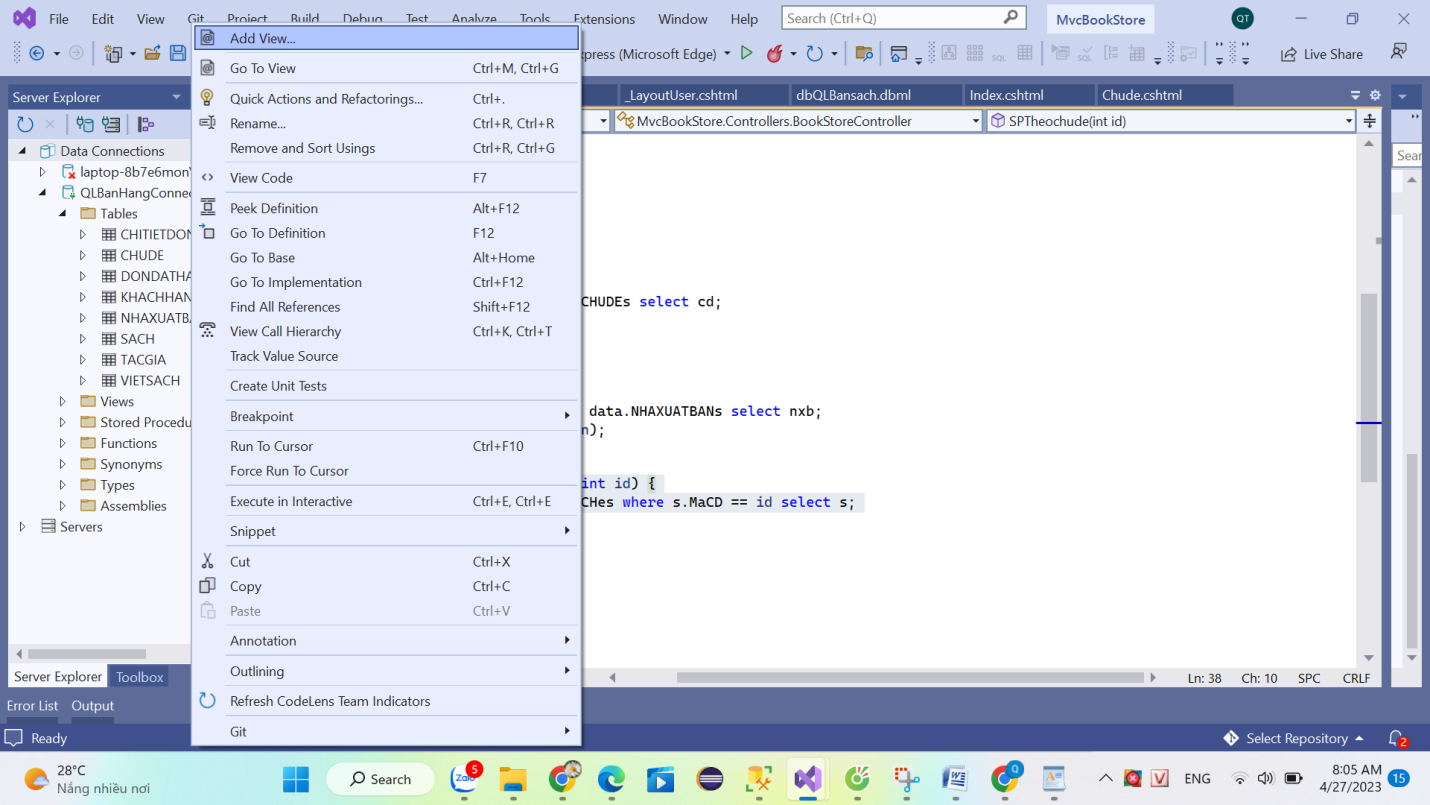 File Edit View Git Project Build Debug Test Analyze Tools Extensions Window Help Search (Ctrl+Q) MvcBookStore QT
xpress (Microsoft Edge) Live Share
Server Explorer
_LayoutUser.cshtml dbQLBansach.dbml Index.cshtml Chude.cshtml
MvcBookStore.Controllers.BookStoreController SPTheochude(int id)
Sear
Data Connections
laptop-8b7e6mon
QLBanHangConne
Tables
CHITIETDON
CHUDE
DONDATHA
KHACHHAN
NHAXUATBA
SACH
TACGIA
VIETSACH
Views
Stored Procedu
Functions
Synonyms
Types
Assemblies
Servers
Server Explorer Toolbox
Add View...
Go To View Ctrl+M, Ctrl+G
Quick Actions and Refactorings... Ctrl+.
Rename... Ctrl+R, Ctrl+R
Remove and Sort Usings Ctrl+R, Ctrl+G
View Code F7
Peek Definition Alt+F12
Go To Definition F12
Go To Base Alt+Home
Go To Implementation Ctrl+F12
Find All References Shift+F12
View Call Hierarchy Ctrl+K, Ctrl+T
Track Value Source
Create Unit Tests
Breakpoint
Run To Cursor Ctrl+F10
Force Run To Cursor
Execute in Interactive Ctrl+E, Ctrl+E
Snippet
Cut Ctrl+X
Copy Ctrl+C
Paste Ctrl+V
Annotation
Outlining
Refresh CodeLens Team Indicators
Git
CHUDEs select cd;
data.NHAXUATBANs select nxb;
n);
int id) {
CHes where s.MaCD == id select s;
Ln: 38 Ch: 10 SPC CRLF
Error List Output
Ready Select Repository 2
28°C
Nắng nhiều nơi
Search
Zalo 5
ENG
8:05 AM
4/27/2023
15